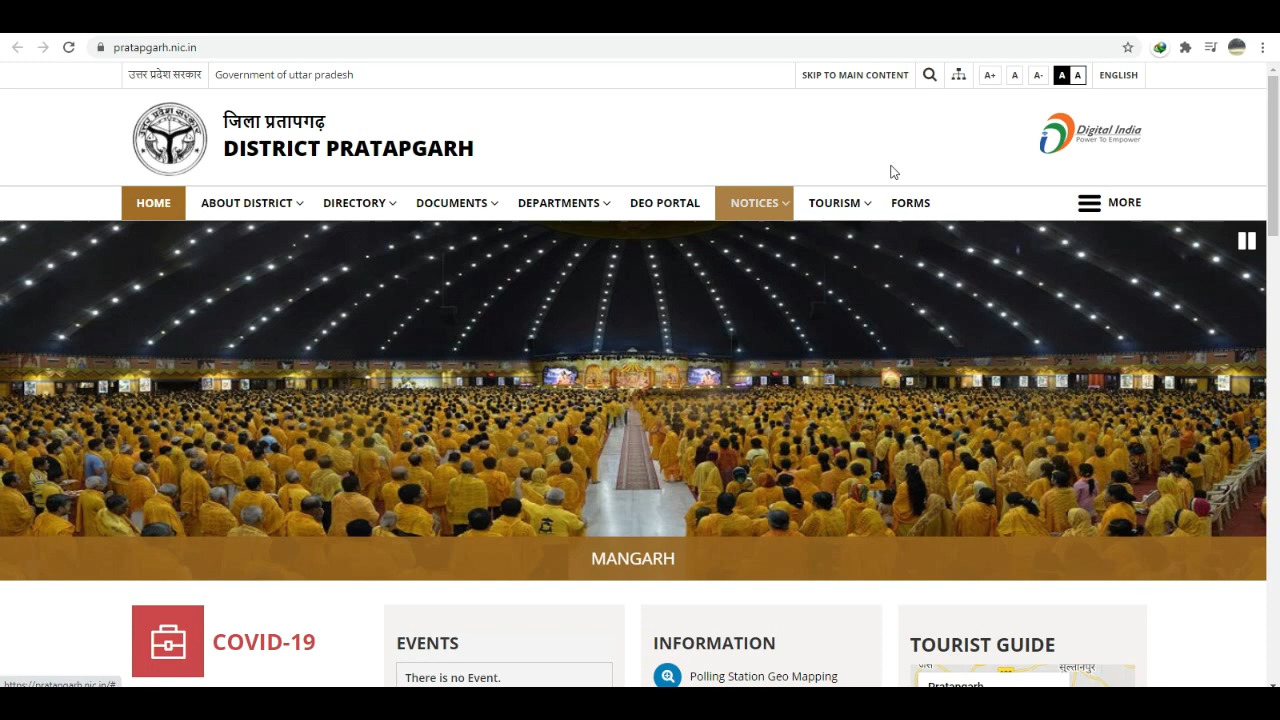 pratapgarh.nic.in
उत्तर प्रदेश सरकार Government of uttar pradesh SKIP TO MAIN CONTENT A+ A A- A A ENGLISH
जिला प्रतापगढ़
DISTRICT PRATAPGARH
Digital India
Power To Empower
HOME ABOUT DISTRICT DIRECTORY DOCUMENTS DEPARTMENTS DEO PORTAL NOTICES TOURISM FORMS MORE
MANGARH
COVID-19
EVENTS
There is no Event.
INFORMATION
Polling Station Geo Mapping
TOURIST GUIDE
सुल्तानपुर
Pratapgarh
https://pratapgarh.nic.in/#